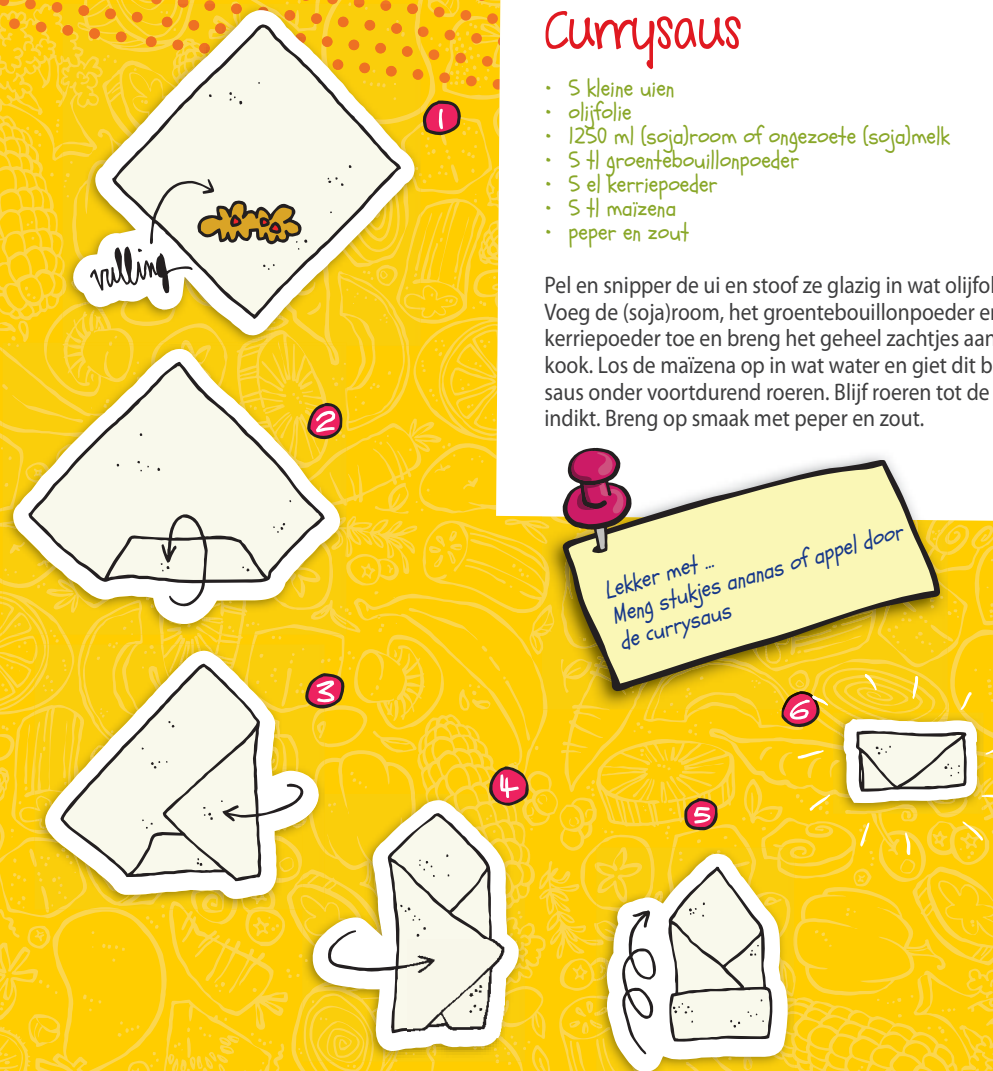 Currysaus
• 5 kleine uien
• olijfolie
• 1250 ml (soja)room of ongezoete (soja)melk
• 5 tl groentebouillonpoeder
• 5 el kerriepoeder
• 5 tl maïzena
• peper en zout
Pel en snipper de ui en stoof ze glazig in wat
Voeg de (soja)room, het groentebouillonpoeder
kerriepoeder toe en breng het geheel zachtjes aan
kook. Los de maïzena op in wat water en giet dit
saus onder voortdurend roeren. Blijf roeren tot de
indikt. Breng op smaak met peper en zout.
Lekker met ...
Meng stukjes ananas of appel door
de currysaus
1
vulling
2
3
4
5
6